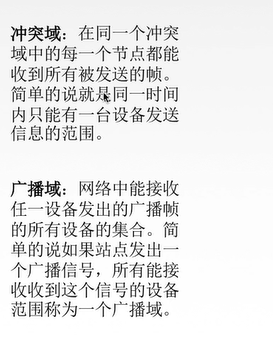 冲突域：在同一个冲突
域中的每一个节点都能
收到所有被发送的帧。
简单的说就是同一时间
内只能有一台设备发送
信息的范围。
广播域：网络中能接收
任一设备发出的广播帧
的所有设备的集合。简
单的说如果站点发出一
个广播信号，所有能接
收收到这个信号的设备
范围称为一个广播域。